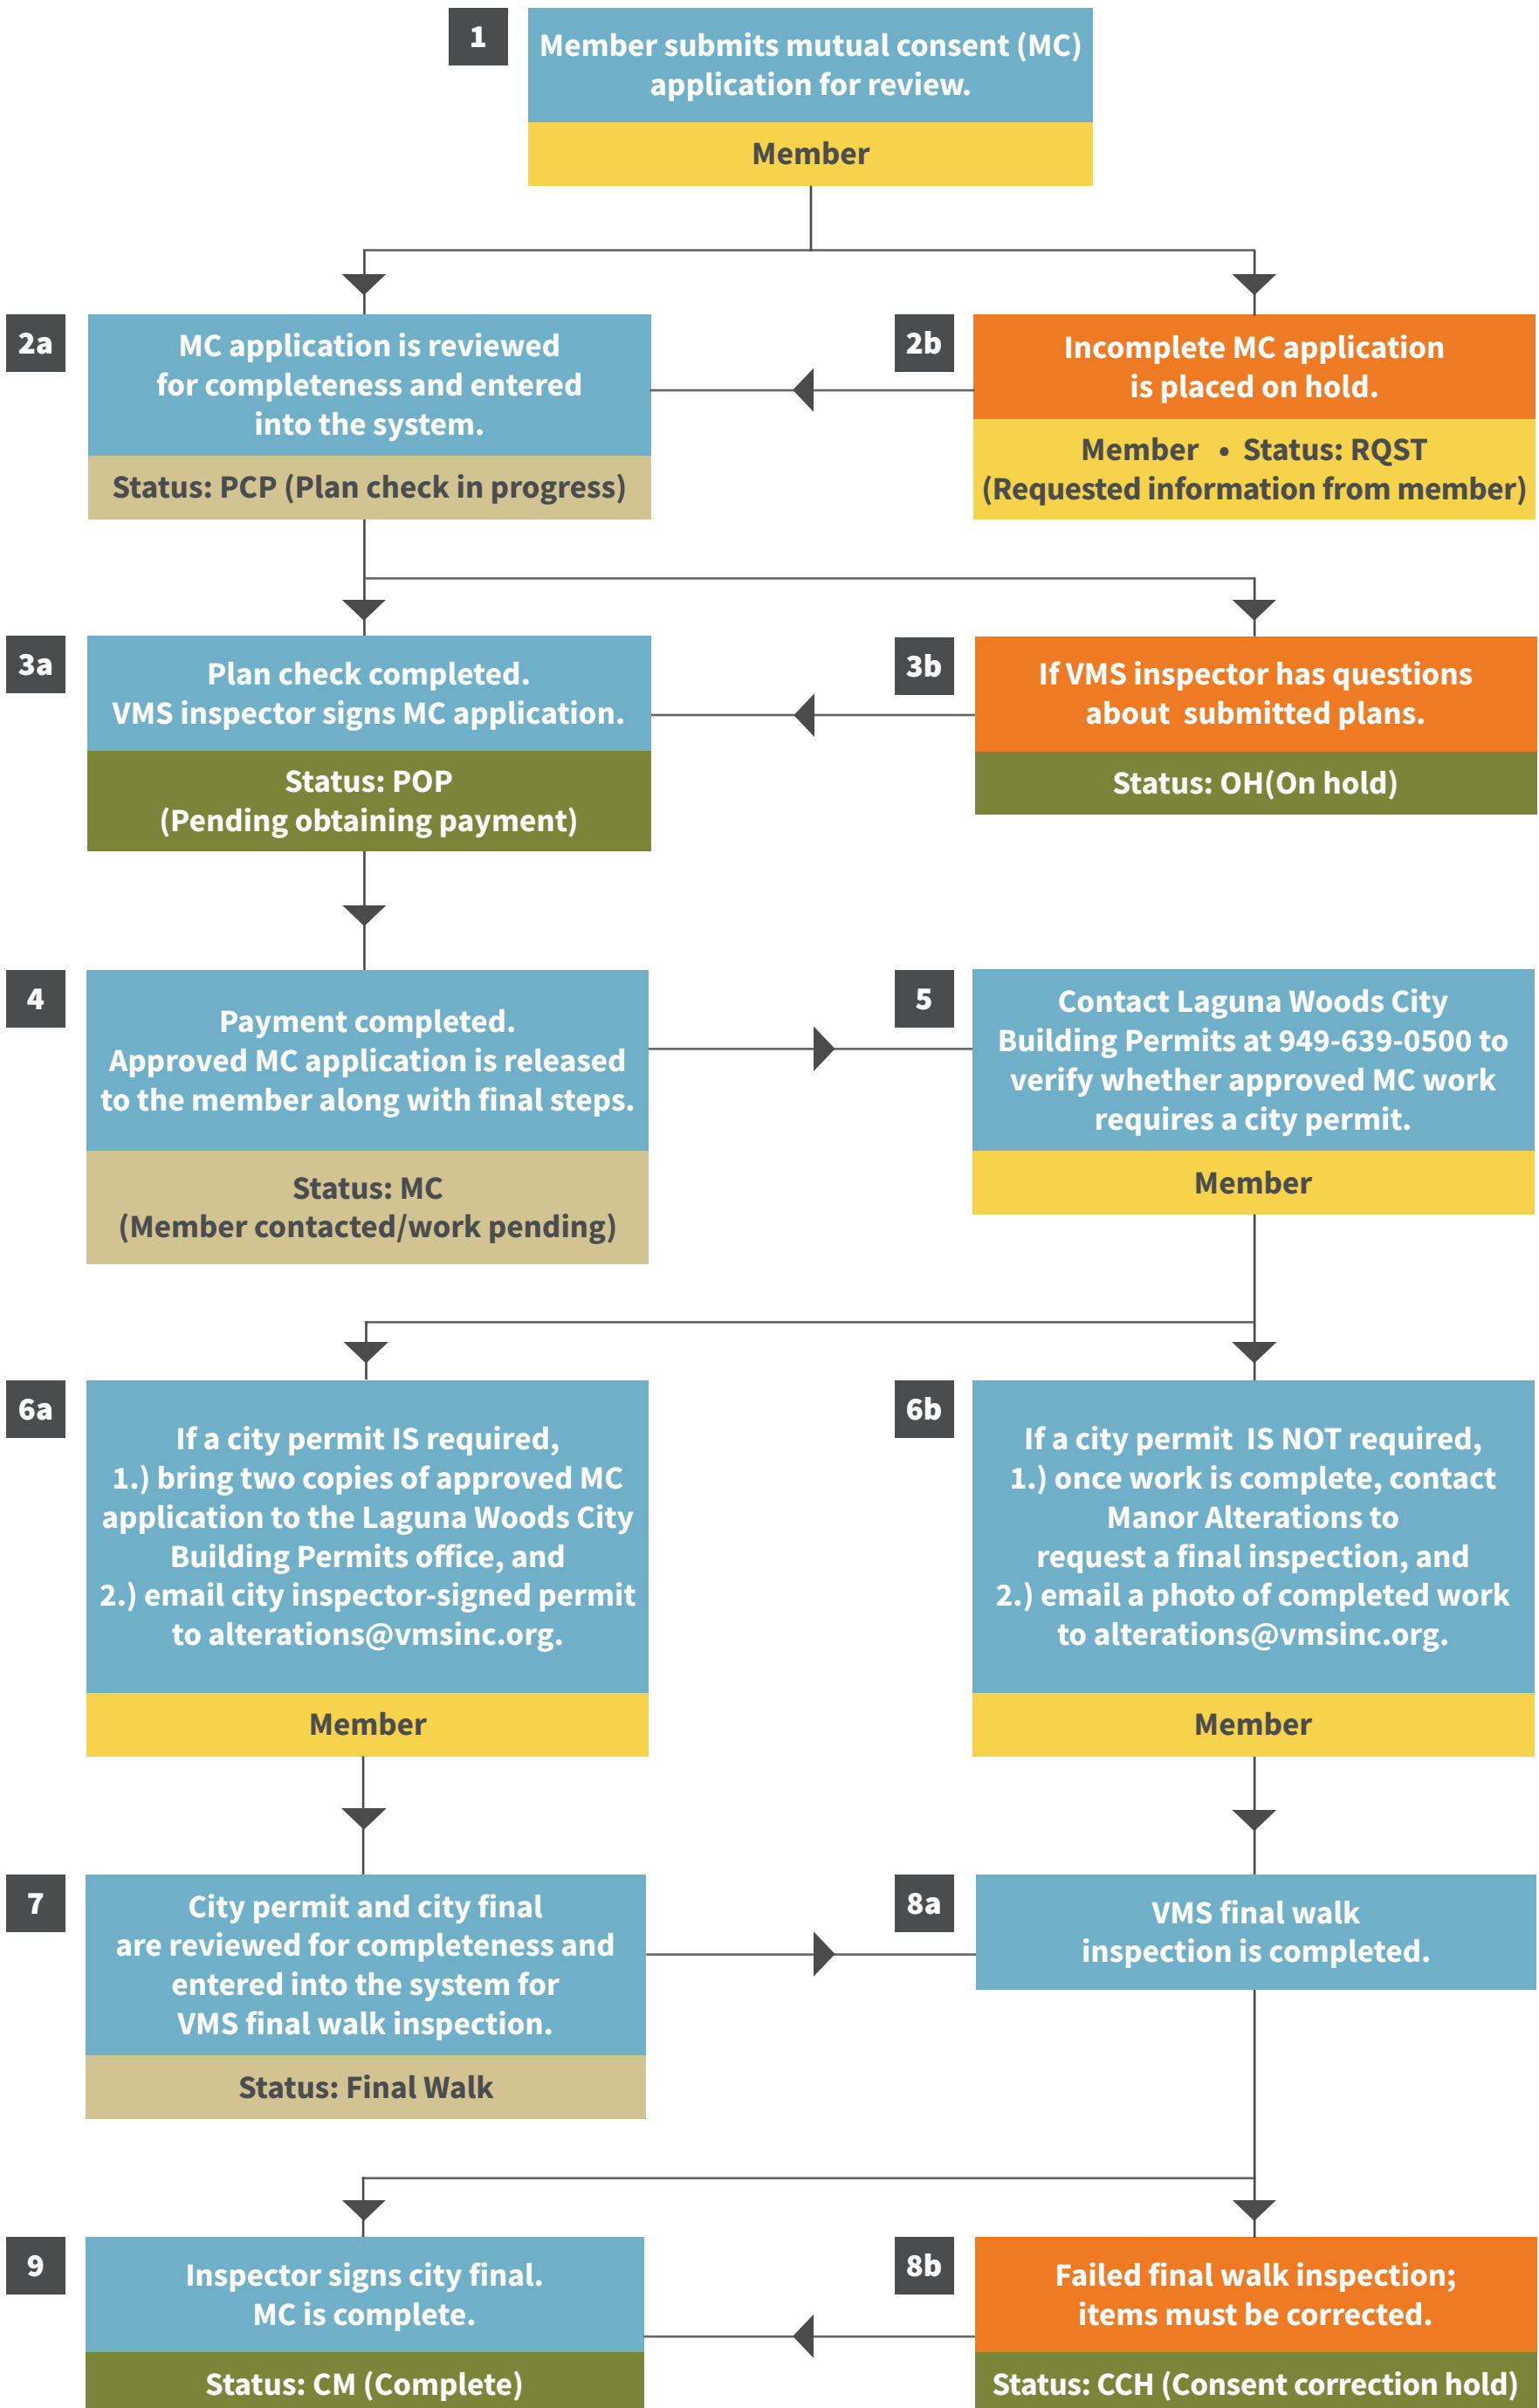 1
Member submits mutual consent (MC)
application for review.
Member
2a
MC application is reviewed
for completeness and entered
into the system.
Status: PCP (Plan check in progress)
2b
Incomplete MC application
is placed on hold.
Member • Status: RQST
(Requested information from member)
3a
Plan check completed.
VMS inspector signs MC application.
Status: POP
(Pending obtaining payment)
3b
If VMS inspector has questions
about submitted plans.
Status: OH(On hold)
4
Payment completed.
Approved MC application is released
to the member along with final steps.
Status: MC
(Member contacted/work pending)
5
Contact Laguna Woods City
Building Permits at 949-639-0500 to
verify whether approved MC work
requires a city permit.
Member
6a
If a city permit IS required,
1.) bring two copies of approved MC
application to the Laguna Woods City
Building Permits office, and
2.) email city inspector-signed permit
to alterations@vmsinc.org.
Member
6b
If a city permit IS NOT required,
1.) once work is complete, contact
Manor Alterations to
request a final inspection, and
2.) email a photo of completed work
to alterations@vmsinc.org.
Member
7
City permit and city final
are reviewed for completeness and
entered into the system for
VMS final walk inspection.
Status: Final Walk
8a
VMS final walk
inspection is completed.
9
Inspector signs city final.
MC is complete.
Status: CM (Complete)
8b
Failed final walk inspection;
items must be corrected.
Status: CCH (Consent correction hold)